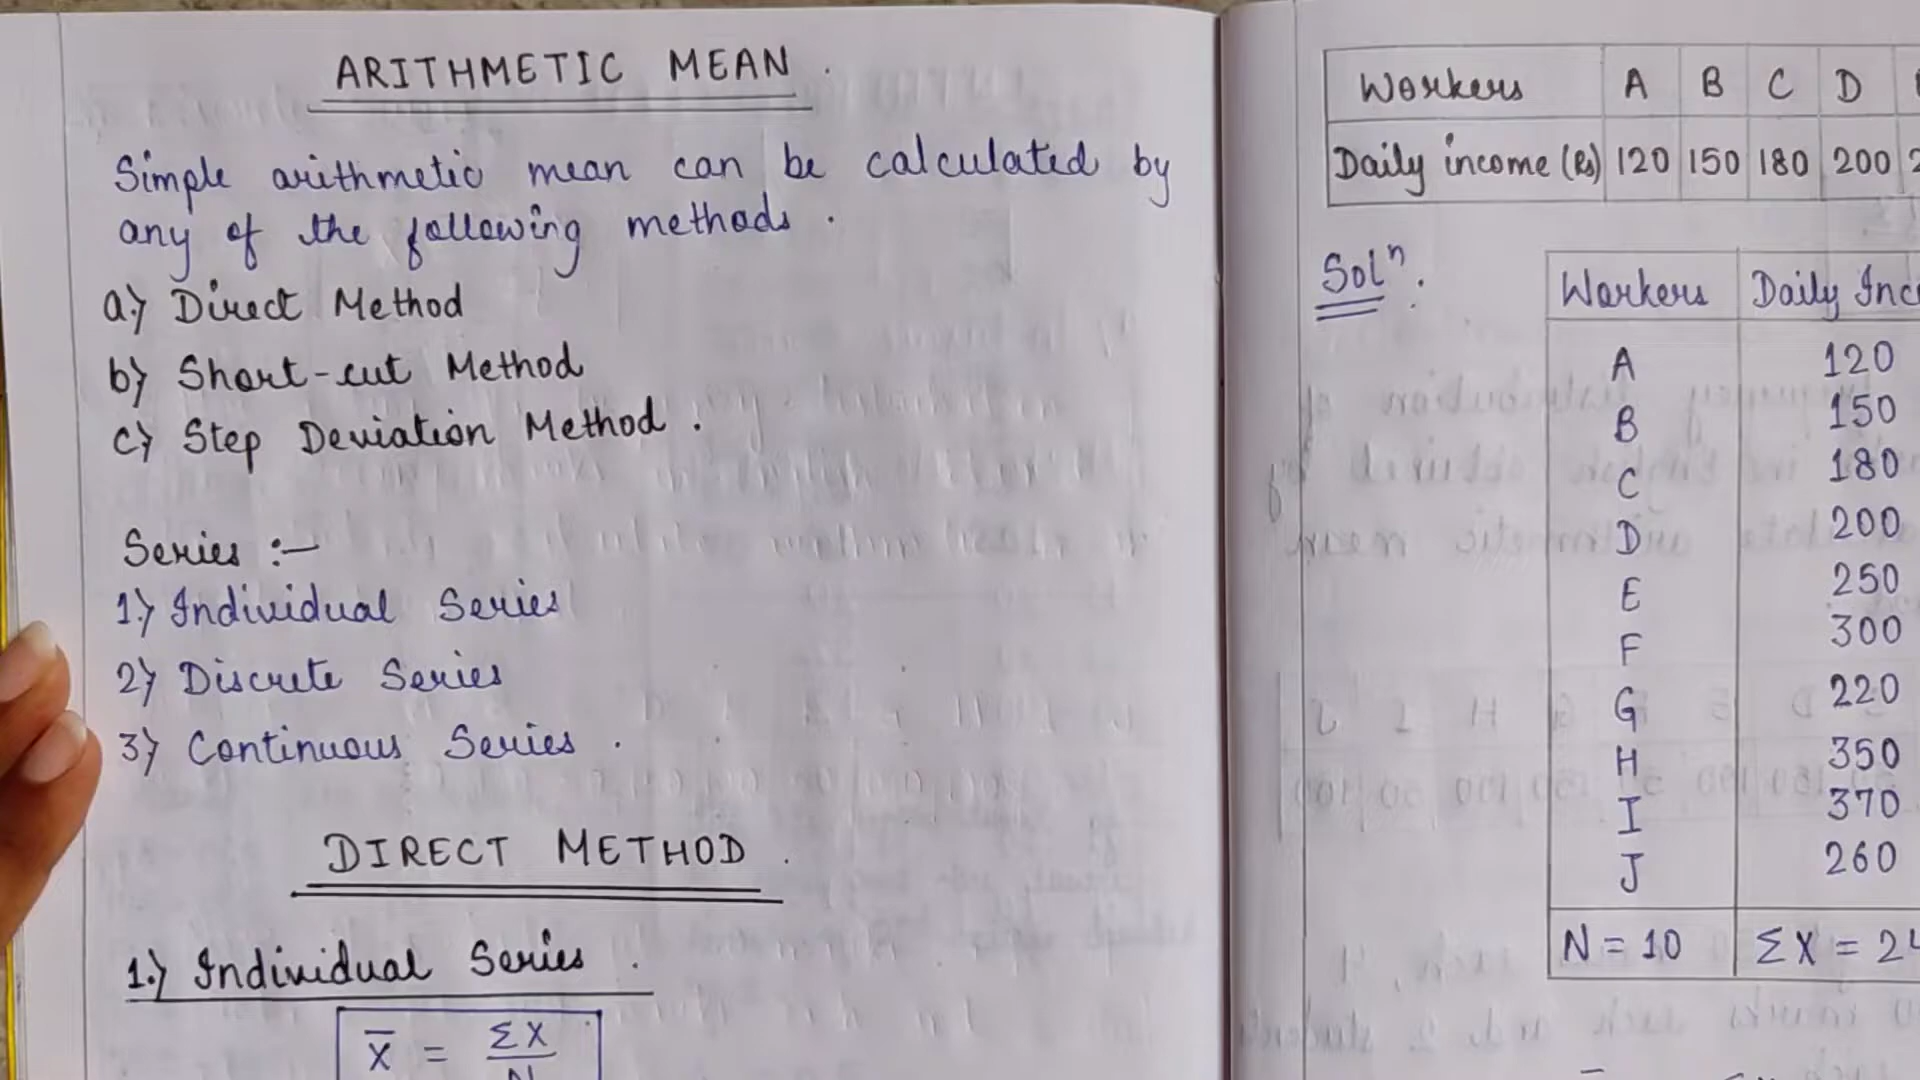 ARITHMETIC MEAN.
Simple arithmetic mean can be calculated by
any of the following methods.
a) Direct Method
b) Short-cut Method
c) Step Deviation Method.
Series :-
1) Individual Series
2) Discrete Series
3) Continuous Series.
DIRECT METHOD.
1.) Individual Series.
X̄ = ΣX
N
Workers A B C D
Daily income (Rs) 120 150 180 200
Solⁿ.
Workers Daily
A 120
B 150
C 180
D 200
E 250
F 300
G 220
H 350
I 370
J 260
N = 10 ΣX = 24